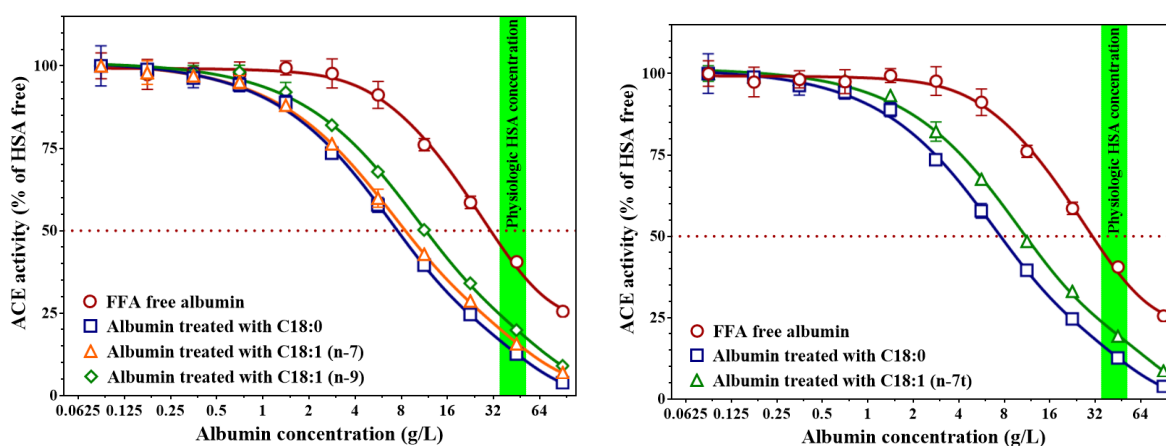 ACE activity (% of HSA free)
100
75
50
25
0
Physiologic HSA concentration
FFA free albumin
Albumin treated with C18:0
Albumin treated with C18:1 (n-7)
Albumin treated with C18:1 (n-9)
0.0625 0.125 0.5 1 2 4 8 16 32 64
Albumin concentration (g/L)
ACE activity (% of HSA free)
100
75
50
25
0
Physiologic HSA concentration
FFA free albumin
Albumin treated with C18:0
Albumin treated with C18:1 (n-7t)
0.0625 0.125 0.5 1 2 4 8 16 32 64
Albumin concentration (g/L)